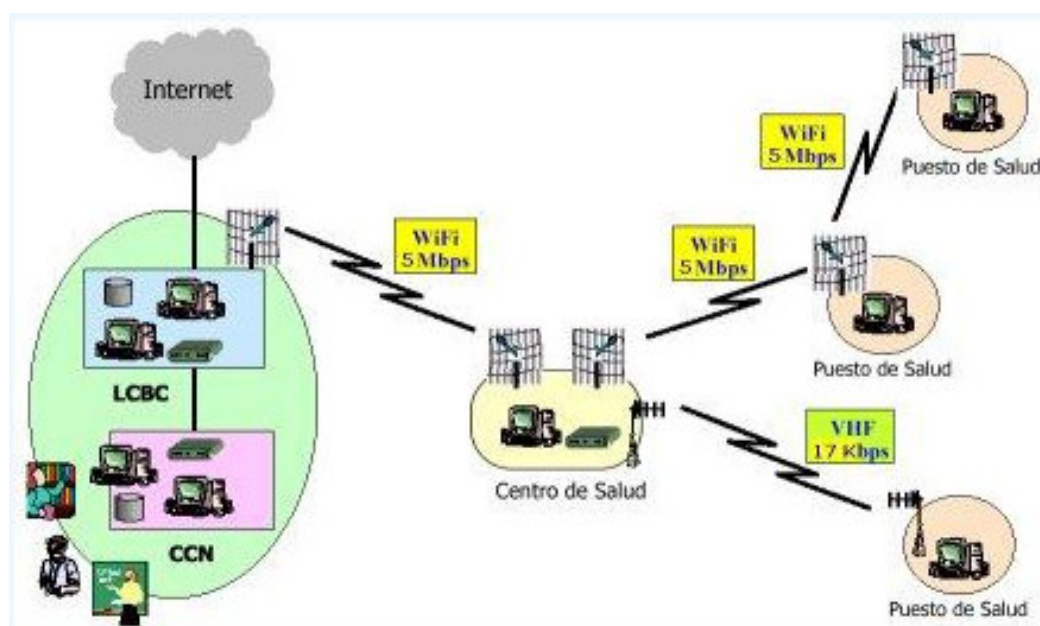 Internet
WiFi
5 Mbps
Puesto de Salud
WiFi
5 Mbps
WiFi
5 Mbps
Puesto de Salud
LCBC
VHF
17 Kbps
Centro de Salud
CCN
Puesto de Salud